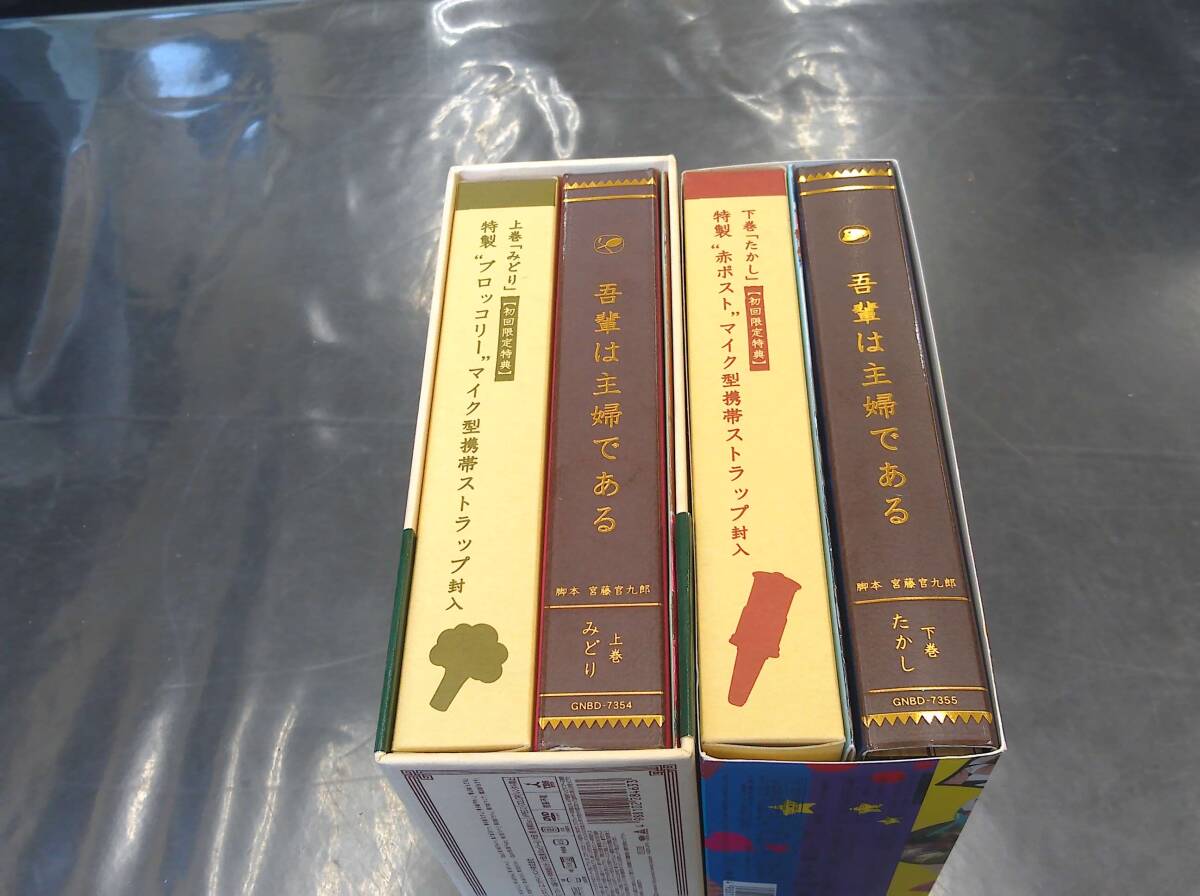 上巻「みどり」【初回限定特典】
特製“ブロッコリー”マイク型携帯ストラップ封入
吾輩は主婦である
脚本 宮藤官九郎
上巻
みどり
GNBD-7354
下巻「たかし」【初回限定特典】
特製“赤ポスト”マイク型携帯ストラップ封入
吾輩は主婦である
脚本 宮藤官九郎
下巻
たかし
GNBD-7355